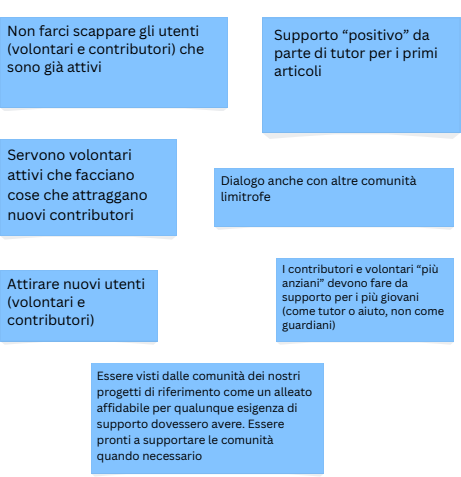 Non farci scappare gli utenti
(volontari e contributori) che
sono già attivi
Supporto “positivo” da
parte di tutor per i primi
articoli
Servono volontari
attivi che facciano
cose che attraggano
nuovi contributori
Dialogo anche con altre comunità
limitrofe
Attirare nuovi utenti
(volontari e
contributori)
I contributori e volontari “più
anziani” devono fare da
supporto per i più giovani
(come tutor o aiuto, non come
guardiani)
Essere visti dalle comunità dei nostri
progetti di riferimento come un alleato
affidabile per qualunque esigenza di
supporto dovessero avere. Essere
pronti a supportare le comunità
quando necessario